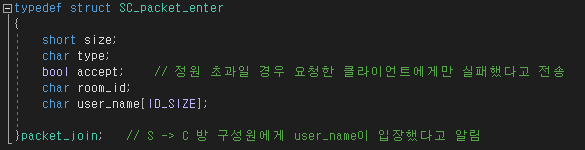 typedef struct SC_packet_enter
{
short size;
char type;
bool accept; // 정원 초과일 경우 요청한 클라이언트에게만 실패했다고 전송
char room_id;
char user_name[ID_SIZE];
}packet_join; // S -> C 방 구성원에게 user_name이 입장했다고 알림